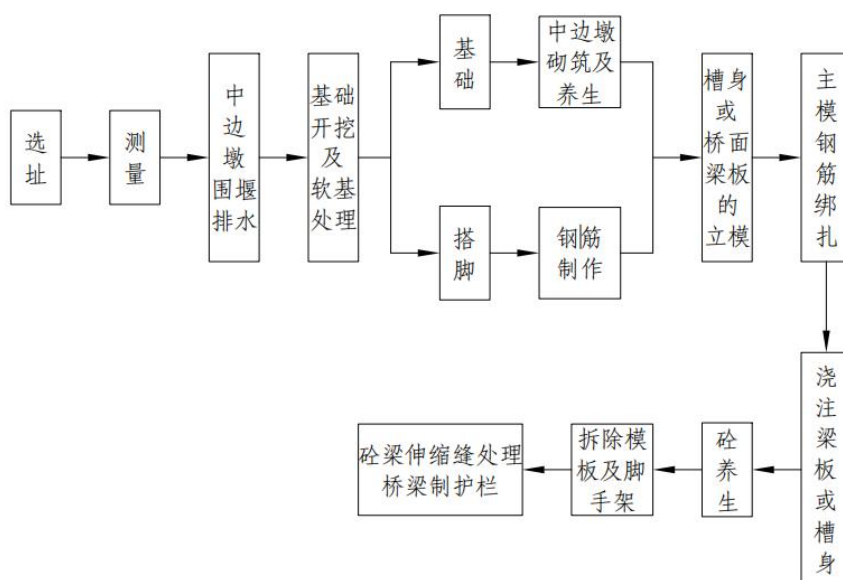 选
址
测
量
中
边
墩
围堰
排水
基础
开挖
及
软基
处理
基
础
中边墩
砌筑及
养生
搭
脚
钢筋
制作
槽身
或
桥面
梁板
的
立模
主
模
钢
筋
绑
扎
浇
注
梁
板
或
槽
身
砼
养
生
拆除模
板及脚
手架
砼梁伸缩缝处理
桥梁制护栏